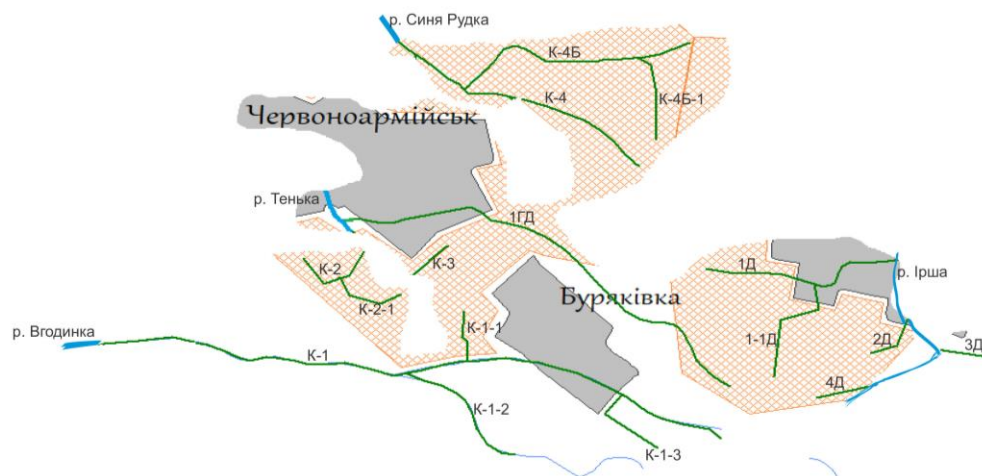 р. Синя Рудка
К-4Б
К-4
К-4Б-1
Червоноармійськ
р. Тенька
1ГД
К-3
К-2
К-2-1
1Д
р. Ірша
Буряківка
р. Вгодинка
К-1-1
К-1
1-1Д
2Д
3Д
4Д
К-1-2
К-1-3